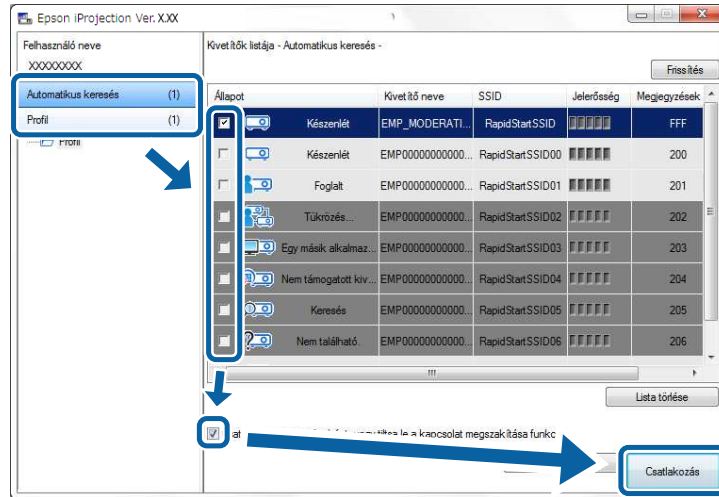 Epson iProjection Ver. X.XX
Felhasználó neve
XXXXXXXX
Automatikus keresés (1)
Profil (1)
Profil
Kivetítők listája - Automatikus keresés -
Frissítés
Állapot Kivetítő neve SSID Jelerősség Megjegyzések
Készenlét EMP_MODERATI... RapidStartSSID FFF
Készenlét EMP00000000000... RapidStartSSID00 200
Foglalt EMP00000000000... RapidStartSSID01 201
Tükrözés... EMP00000000000... RapidStartSSID02 202
Egy másik alkalmaz... EMP00000000000... RapidStartSSID03 203
Nem támogatott kiv... EMP00000000000... RapidStartSSID04 204
Keresés EMP00000000000... RapidStartSSID05 205
Nem található. EMP00000000000... RapidStartSSID06 206
Lista törlése
vagy tiltsa le a kapcsolat megszakítása funkc
Csatlakozás